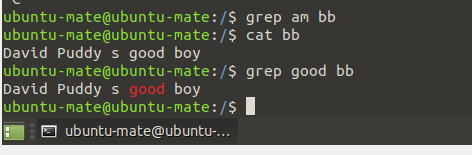 ubuntu-mate@ubuntu-mate:/$ grep am bb
ubuntu-mate@ubuntu-mate:/$ cat bb
David Puddy s good boy
ubuntu-mate@ubuntu-mate:/$ grep good bb
David Puddy s good boy
ubuntu-mate@ubuntu-mate:/$
ubuntu-mate@ubuntu-...